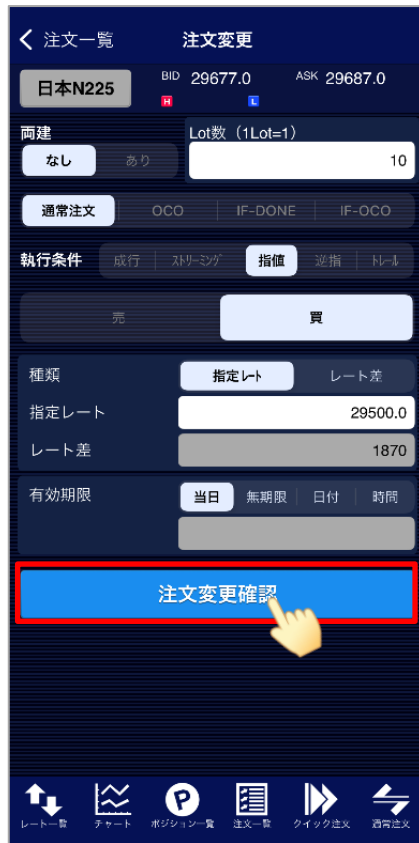 注文一覧 注文変更
日本N225 BID 29677.0 ASK 29687.0
H L
両建 Lot数（1Lot=1）
なし あり 10
通常注文 OCO IF-DONE IF-OCO
執行条件 成行 ストリーミング 指値 逆指 トレール
売 買
種類 指定レート レート差
指定レート 29500.0
レート差 1870
有効期限 当日 無期限 日付 時間
注文変更確認
P
レート一覧 チャート ポジション一覧 注文一覧 クイック注文 通常注文